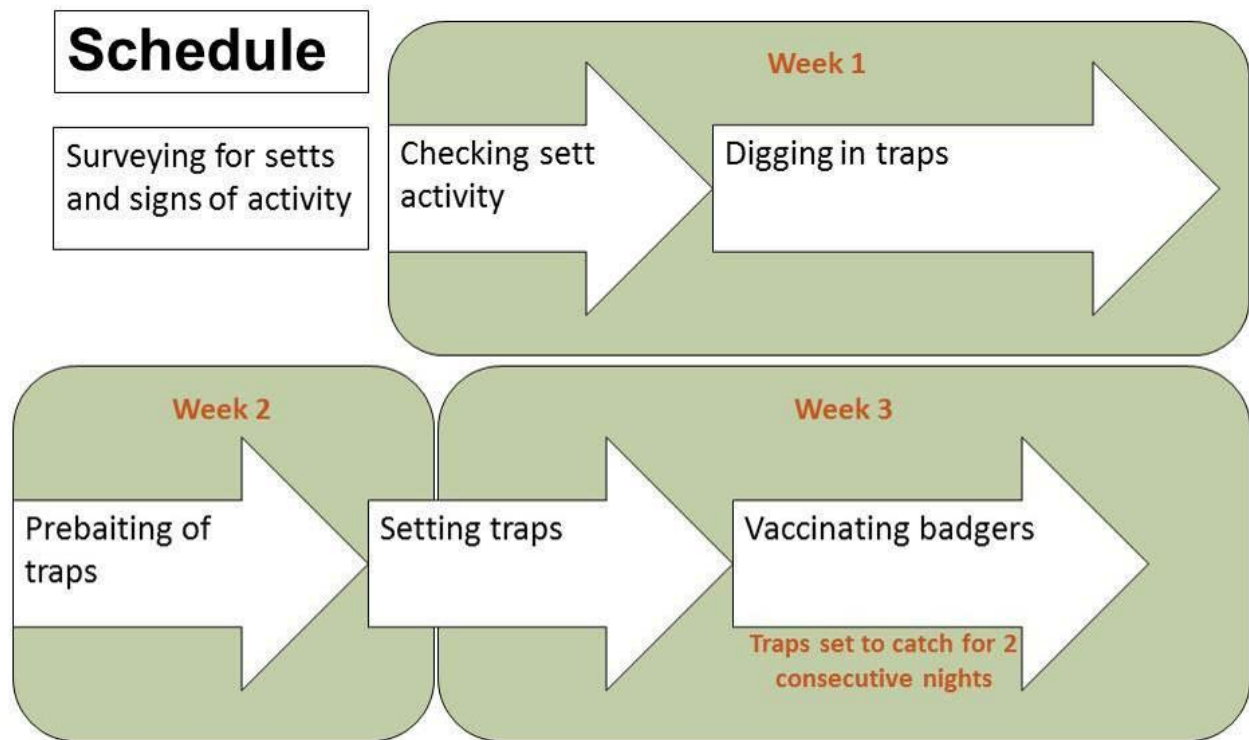 Schedule
Week 1
Surveying for setts
and signs of activity
Checking sett
activity
Digging in traps
Week 2
Week 3
Prebaiting of
traps
Setting traps
Vaccinating badgers
Traps set to catch for 2
consecutive nights